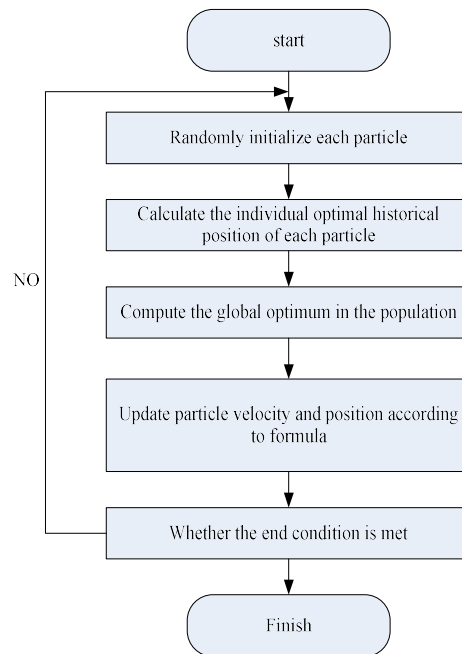 start
Randomly initialize each particle
Calculate the individual optimal historical
position of each particle
NO
Compute the global optimum in the population
Update particle velocity and position according
to formula
Whether the end condition is met
Finish